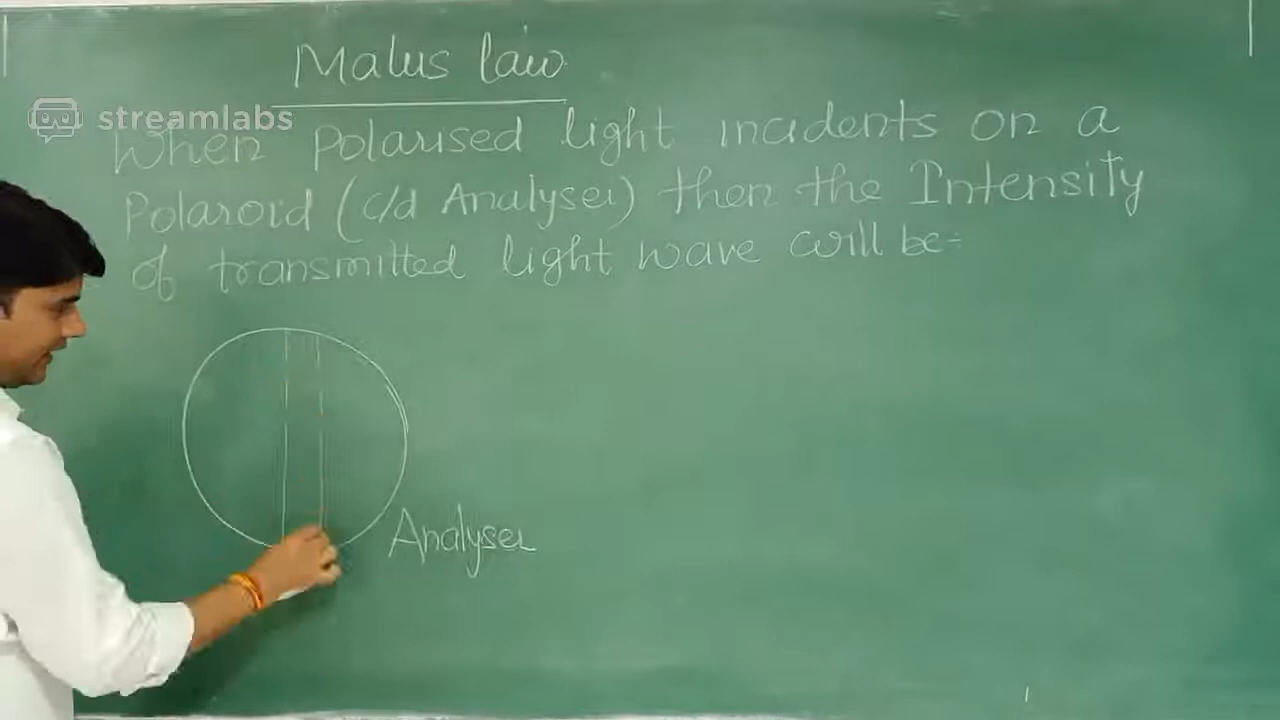 Malus law
streamlabs
When Polarised light incidents on a
Polaroid (c/d Analyser) then the Intensity
of transmitted light wave will be:-
Analyser